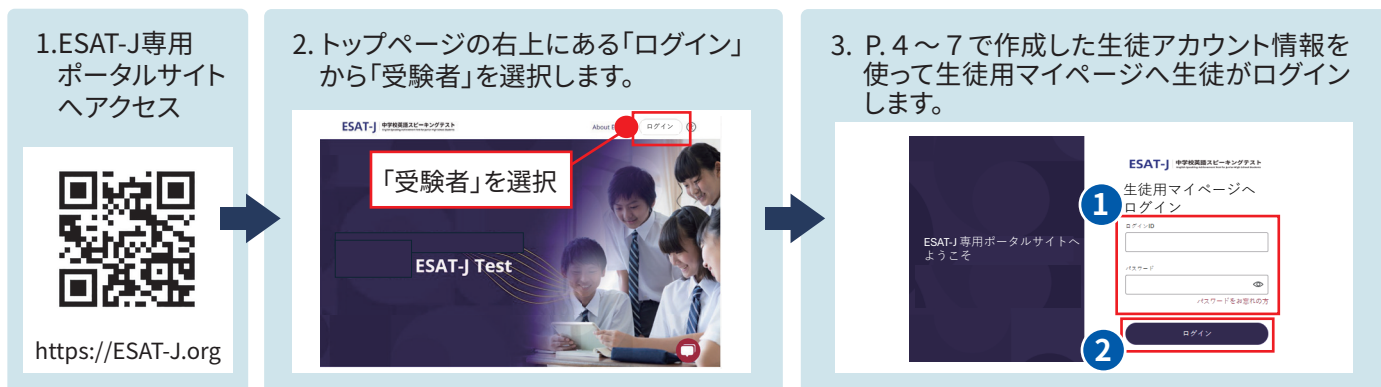 1.ESAT-J専用
ポータルサイト
へアクセス
https://ESAT-J.org
2. トップページの右上にある「ログイン」
から「受験者」を選択します。
ESAT-J 中学校英語スピーキングテスト
About E
ログイン
「受験者」を選択
ESAT-J Test
3. P. 4 ～ 7 で作成した生徒アカウント情報を
使って生徒用マイページへ生徒がログイン
します。
ESAT-J 専用ポータルサイトへ
ようこそ
ESAT-J 中学校英語スピーキングテスト
生徒用マイページへ
ログイン
1
ログインID
パスワード
パスワードをお忘れの方
2
ログイン